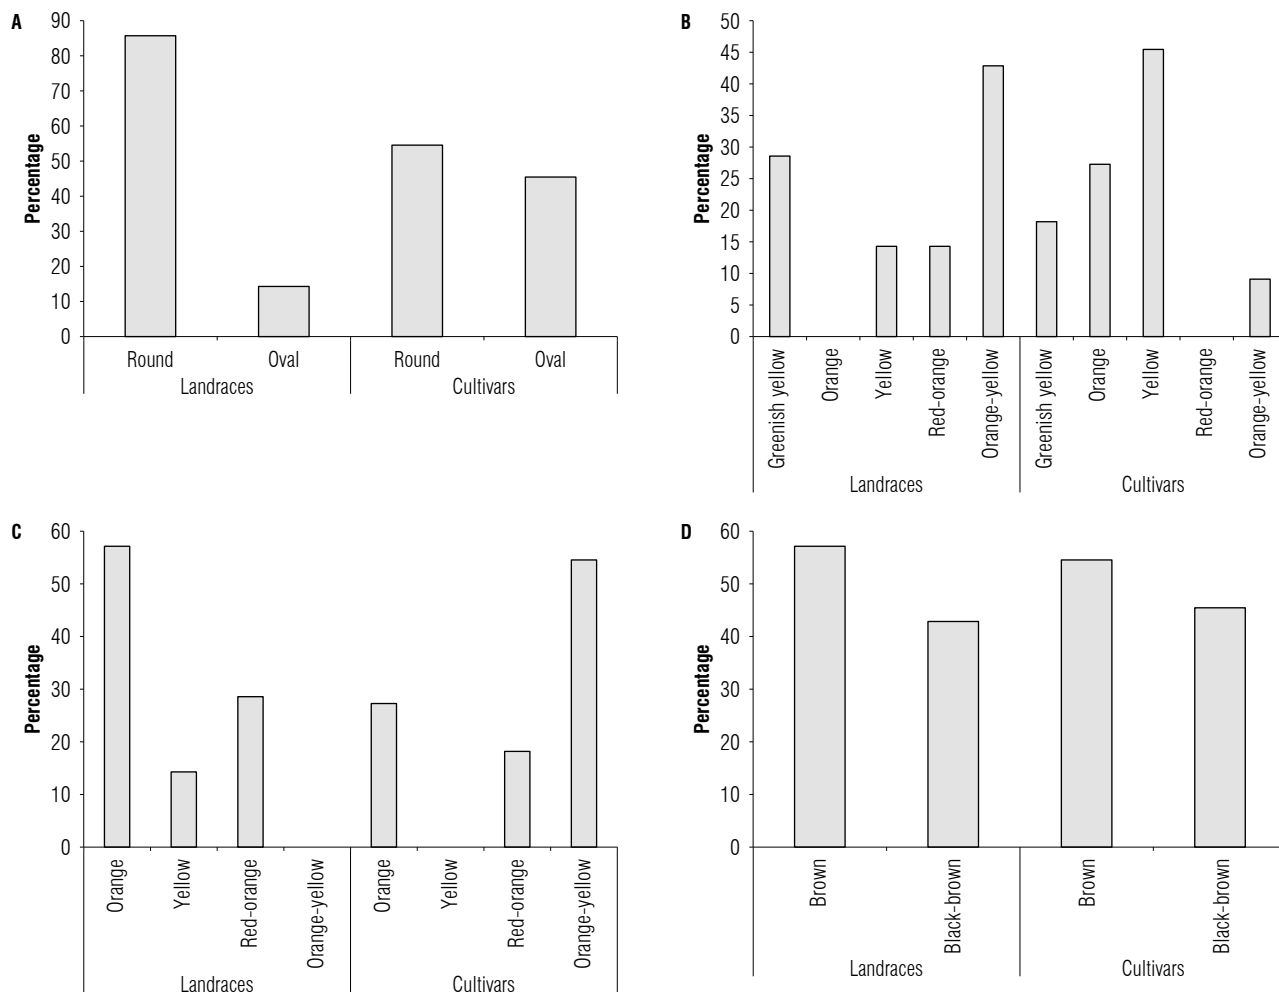 A
Percentage
90
80
70
60
50
40
30
20
10
0
Round Oval Round Oval
Landraces Cultivars
B
Percentage
50
45
40
35
30
25
20
15
10
5
0
Greenish yellow
Orange
Yellow
Red-orange
Orange-yellow
Greenish yellow
Orange
Yellow
Red-orange
Orange-yellow
Landraces Cultivars
C
Percentage
60
50
40
30
20
10
0
Orange
Yellow
Red-orange
Orange-yellow
Orange
Yellow
Red-orange
Orange-yellow
Landraces Cultivars
D
Percentage
60
50
40
30
20
10
0
Brown
Black-brown
Brown
Black-brown
Landraces Cultivars